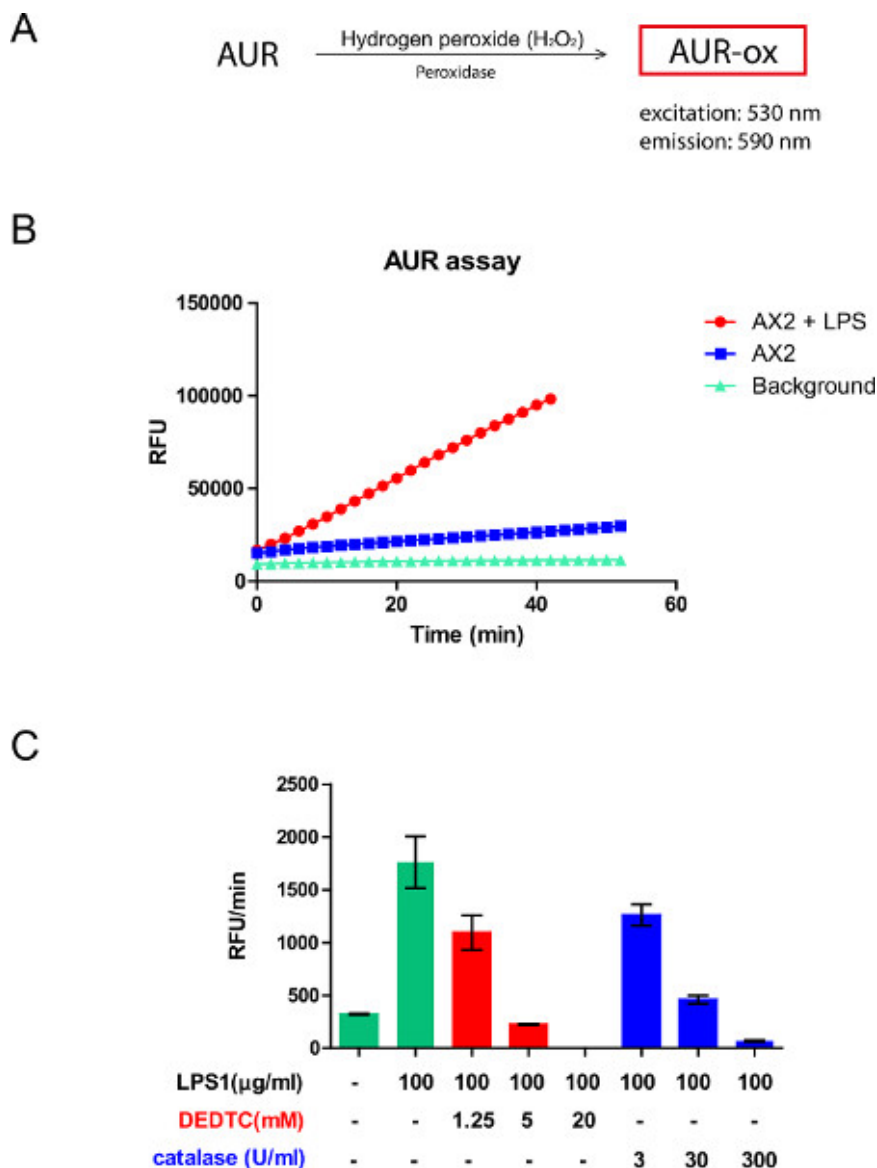 A
AUR
Hydrogen peroxide (H₂O₂)
Peroxidase
AUR-ox
excitation: 530 nm
emission: 590 nm
B
AUR assay
150000
100000
50000
0
RFU
0 20 40 60
Time (min)
AX2 + LPS
AX2
Background
C
2500
2000
1500
1000
500
0
RFU/min
LPS1(µg/ml) - 100 100 100 100 100 100 100
DEDTC(mM) - - 1.25 5 20 - - -
catalase (U/ml) - - - - - 3 30 300